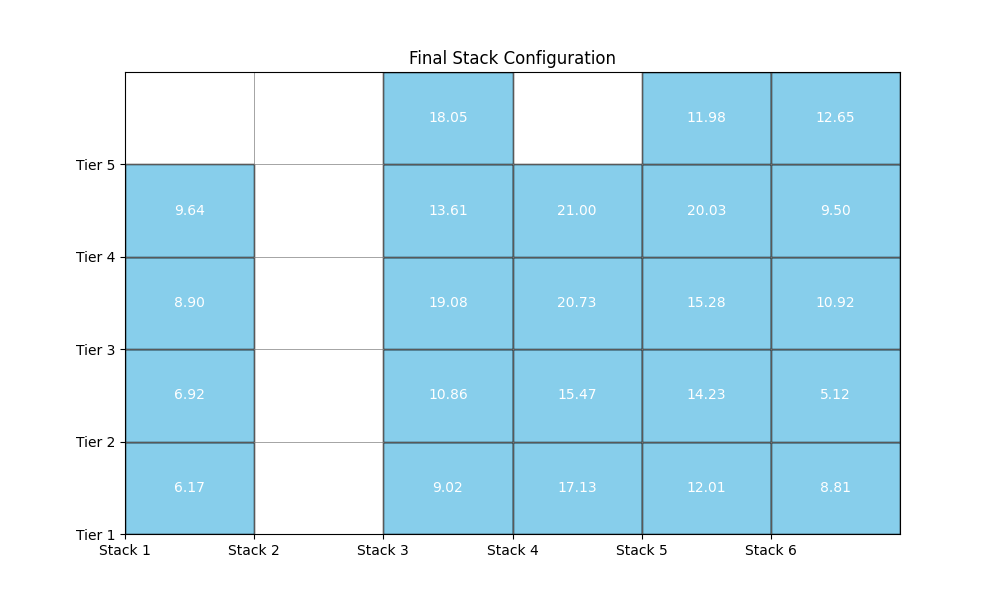 Final Stack Configuration
18.05 11.98 12.65
Tier 5
9.64 13.61 21.00 20.03 9.50
Tier 4
8.90 19.08 20.73 15.28 10.92
Tier 3
6.92 10.86 15.47 14.23 5.12
Tier 2
6.17 9.02 17.13 12.01 8.81
Tier 1
Stack 1 Stack 2 Stack 3 Stack 4 Stack 5 Stack 6